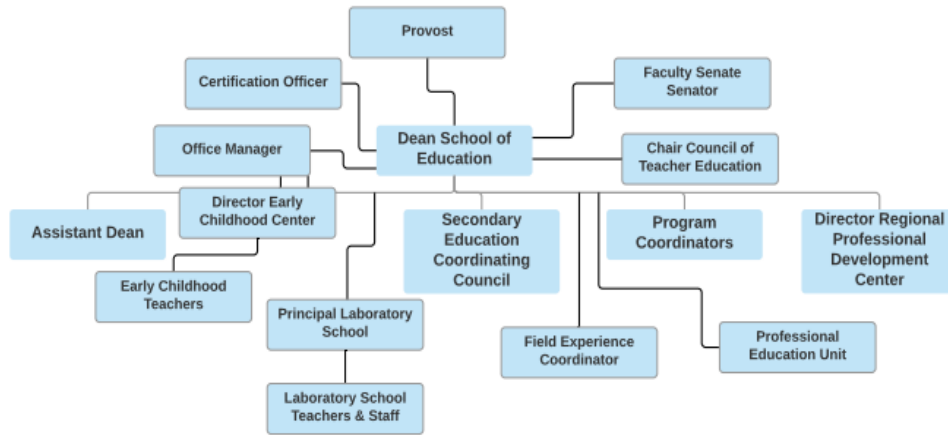 Provost
Certification Officer
Faculty Senate
Senator
Dean School of
Education
Office Manager
Chair Council of
Teacher Education
Director Early
Childhood Center
Assistant Dean
Secondary
Education
Coordinating
Council
Program
Coordinators
Director Regional
Professional
Development
Center
Early Childhood
Teachers
Principal Laboratory
School
Field Experience
Coordinator
Professional
Education Unit
Laboratory School
Teachers & Staff